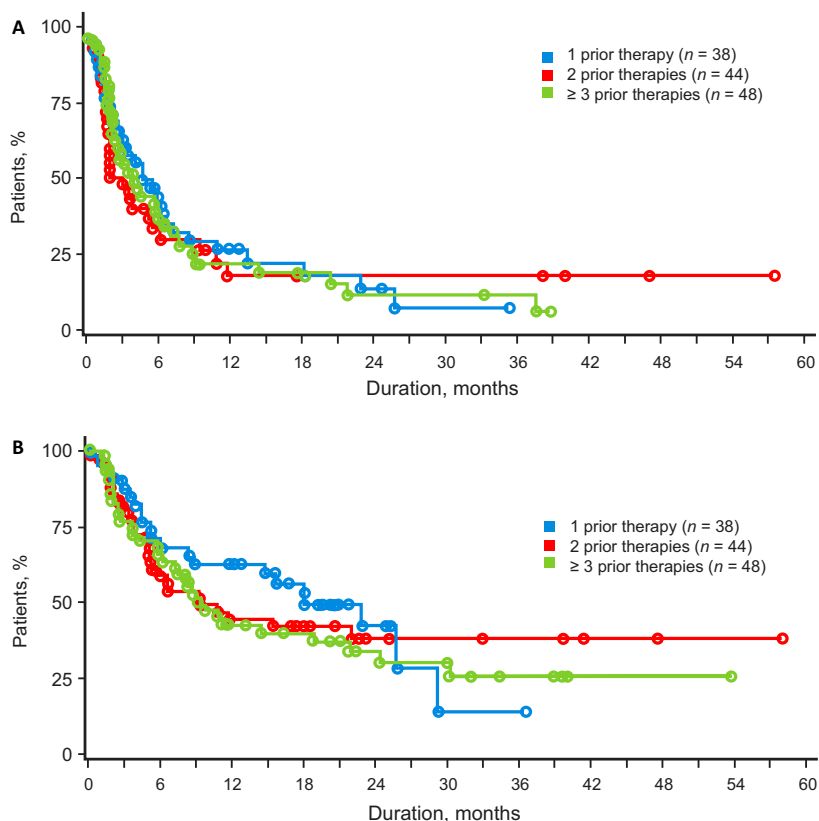 A
100
75
50
25
0
Patients, %
1 prior therapy (n = 38)
2 prior therapies (n = 44)
≥ 3 prior therapies (n = 48)
0 6 12 18 24 30 36 42 48 54 60
Duration, months
B
100
75
50
25
0
Patients, %
1 prior therapy (n = 38)
2 prior therapies (n = 44)
≥ 3 prior therapies (n = 48)
0 6 12 18 24 30 36 42 48 54 60
Duration, months